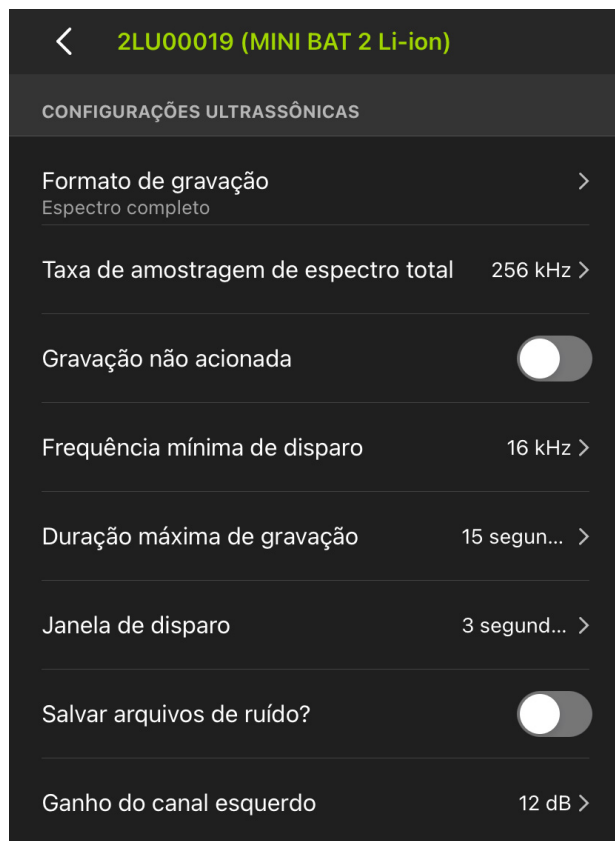 2LU00019 (MINI BAT 2 Li-ion)
CONFIGURAÇÕES ULTRASSÔNICAS
Formato de gravação
Espectro completo
Taxa de amostragem de espectro total 256 kHz
Gravação não acionada
Frequência mínima de disparo 16 kHz
Duração máxima de gravação 15 segun...
Janela de disparo 3 segund...
Salvar arquivos de ruído?
Ganho do canal esquerdo 12 dB